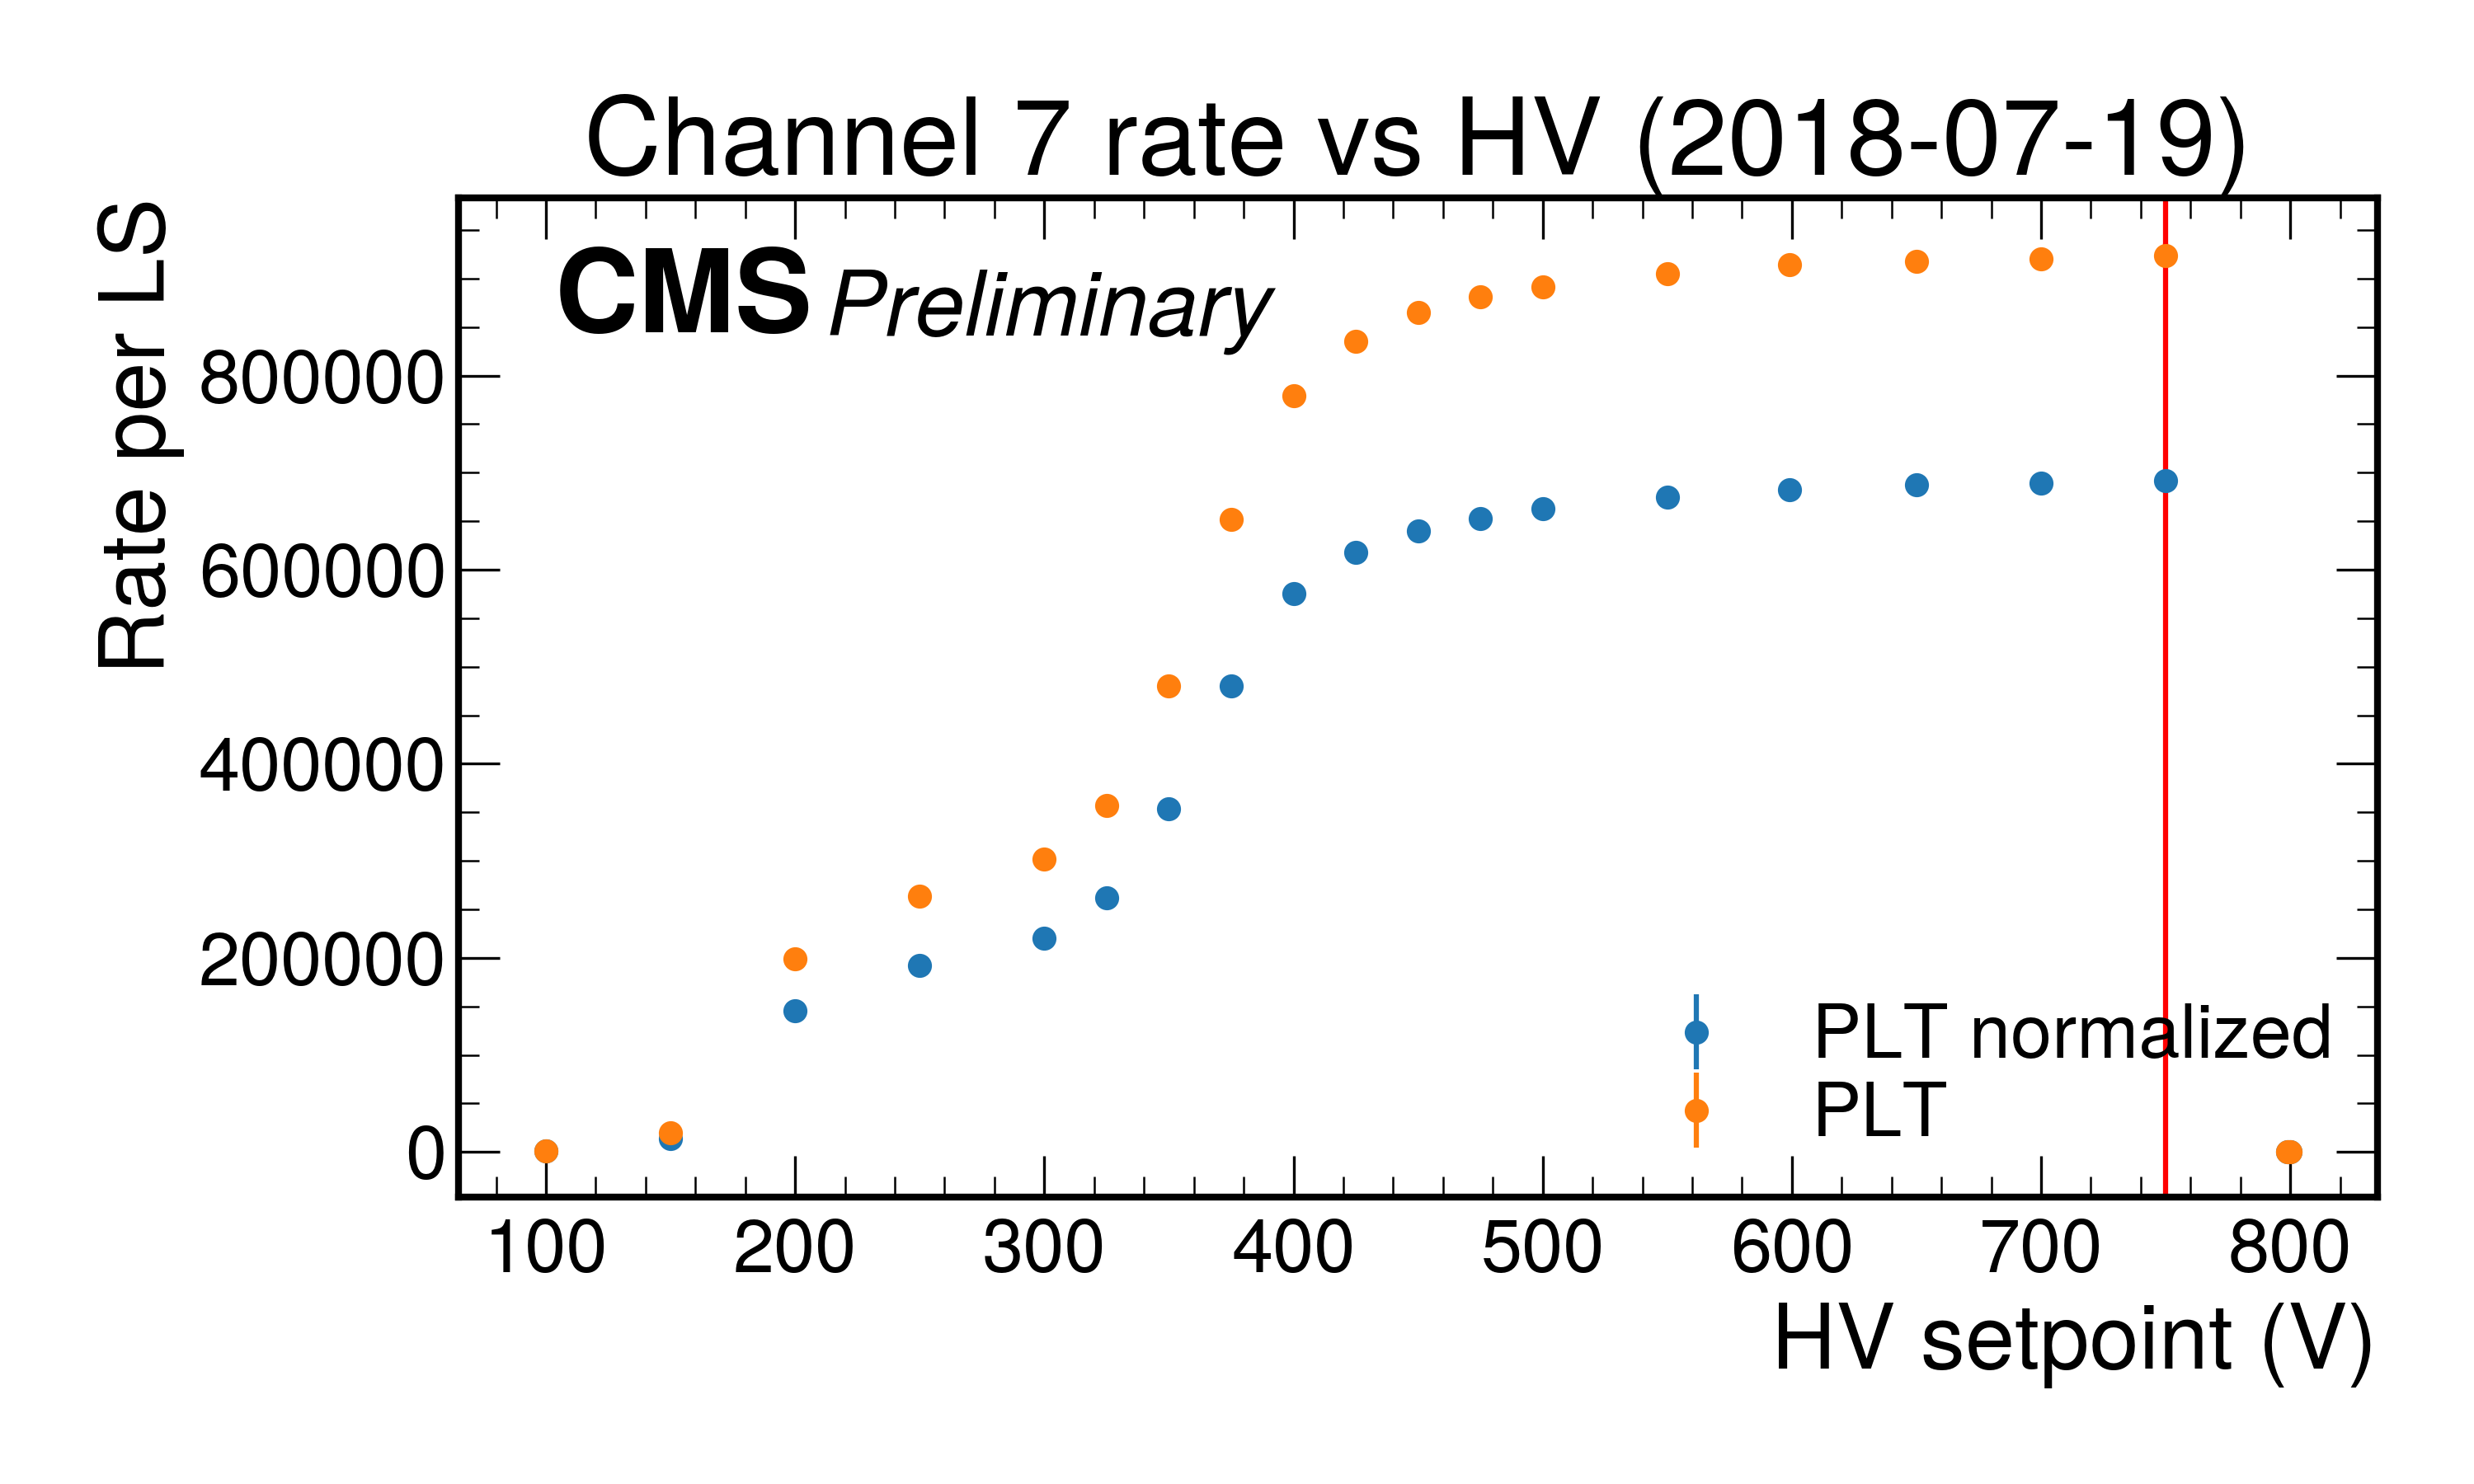 Channel 7 rate vs HV (2018-07-19)
CMS Preliminary
Rate per LS
800000
600000
400000
200000
0
PLT normalized
PLT
100 200 300 400 500 600 700 800
HV setpoint (V)